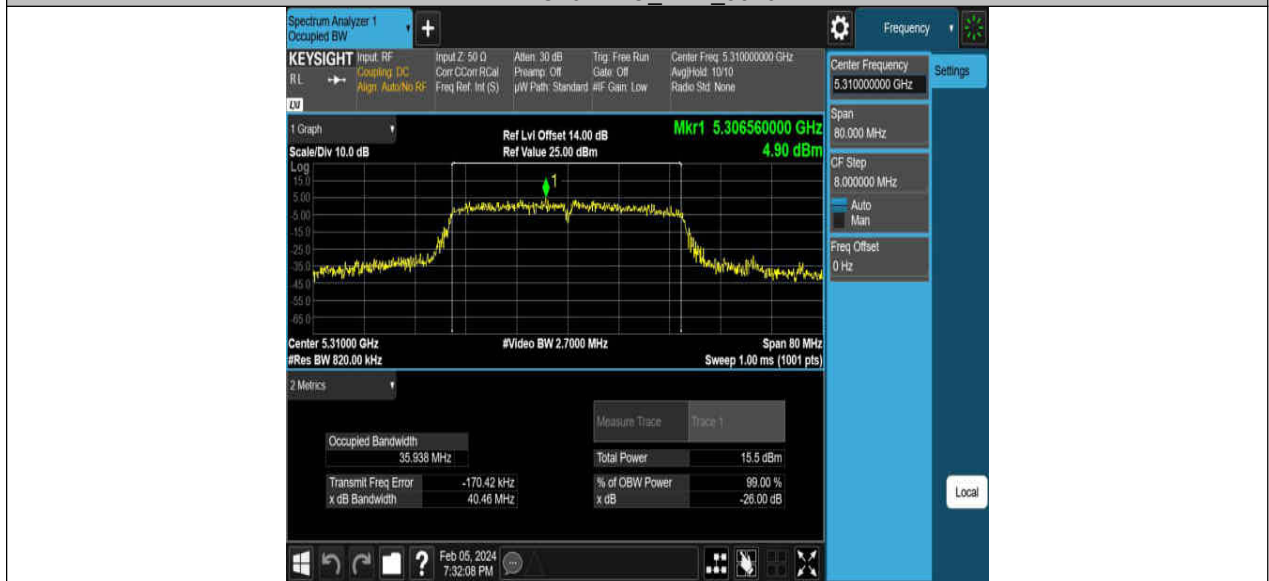 Spectrum Analyzer 1
Occupied BW
+
Frequency
KEYSIGHT
RL
LXI
Input: RF
Coupling: DC
Align: Auto/No RF
Input Z: 50 Ω
Corr CCorr RCal
Freq Ref: Int (S)
Atten: 30 dB
Preamp: Off
µW Path: Standard
Trig: Free Run
Gate: Off
#IF Gain: Low
Center Freq: 5.310000000 GHz
Avg|Hold: 10/10
Radio Std: None
Center Frequency
5.310000000 GHz
Settings
Span
80.000 MHz
CF Step
8.000000 MHz
Auto
Man
Freq Offset
0 Hz
Local
1 Graph
Scale/Div 10.0 dB
Ref Lvl Offset 14.00 dB
Ref Value 25.00 dBm
Mkr1 5.306560000 GHz
4.90 dBm
Log
15.0
5.00
-5.00
-15.0
-25.0
-35.0
-45.0
-55.0
-65.0
1
Center 5.31000 GHz
#Res BW 820.00 kHz
#Video BW 2.7000 MHz
Span 80 MHz
Sweep 1.00 ms (1001 pts)
2 Metrics
Measure Trace
Trace 1
Occupied Bandwidth
35.938 MHz
Total Power
15.5 dBm
Transmit Freq Error
-170.42 kHz
% of OBW Power
99.00 %
x dB Bandwidth
40.46 MHz
x dB
-26.00 dB
?
Feb 05, 2024
7:32:08 PM